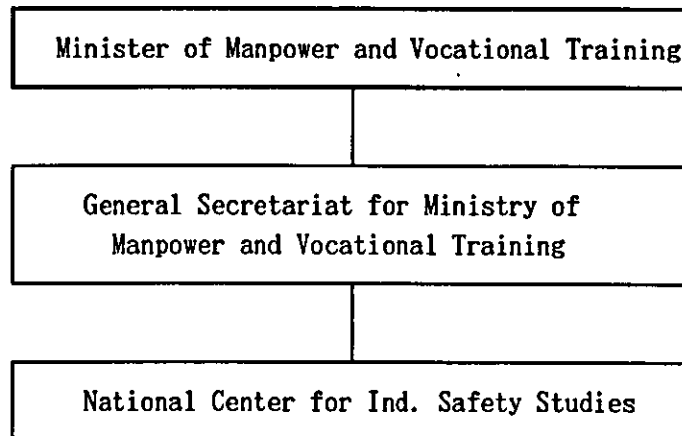 Minister of Manpower and Vocational Training
General Secretariat for Ministry of
Manpower and Vocational Training
National Center for Ind. Safety Studies